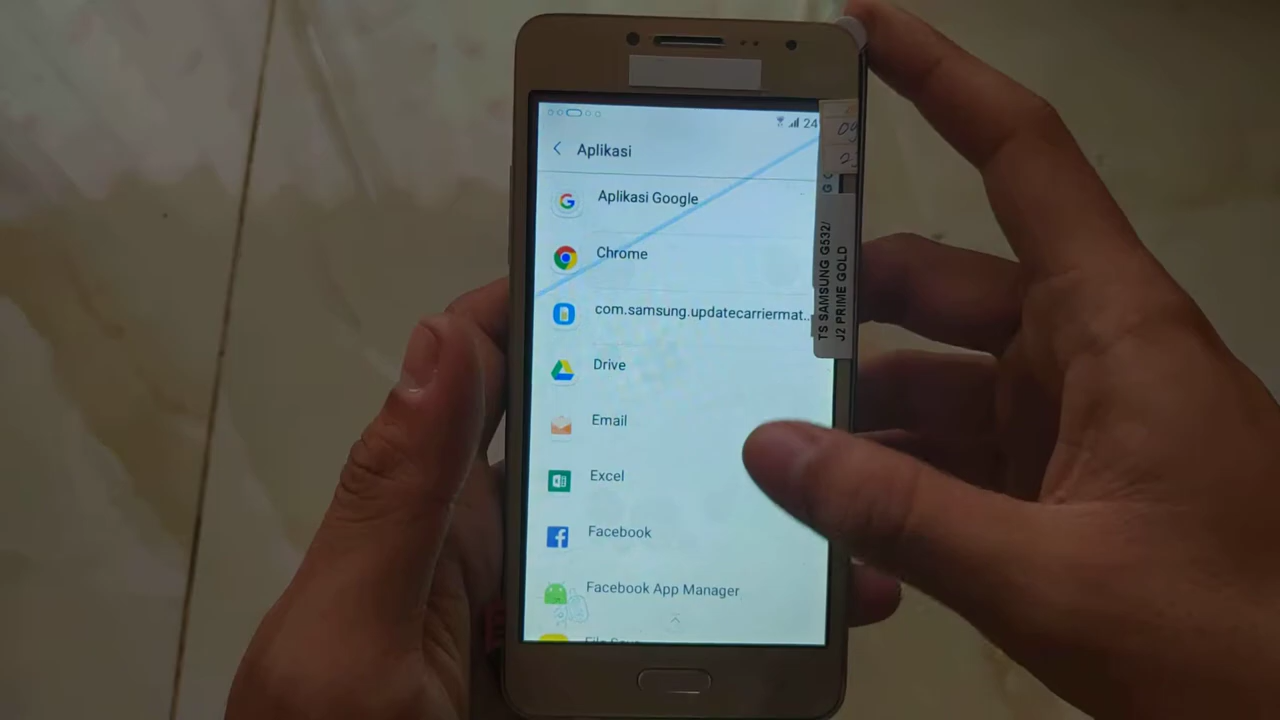 24
Aplikasi
Aplikasi Google
Chrome
com.samsung.updatecarriermat..
Drive
Email
Excel
Facebook
Facebook App Manager
TS SAMSUNG G532/
J2 PRIME GOLD